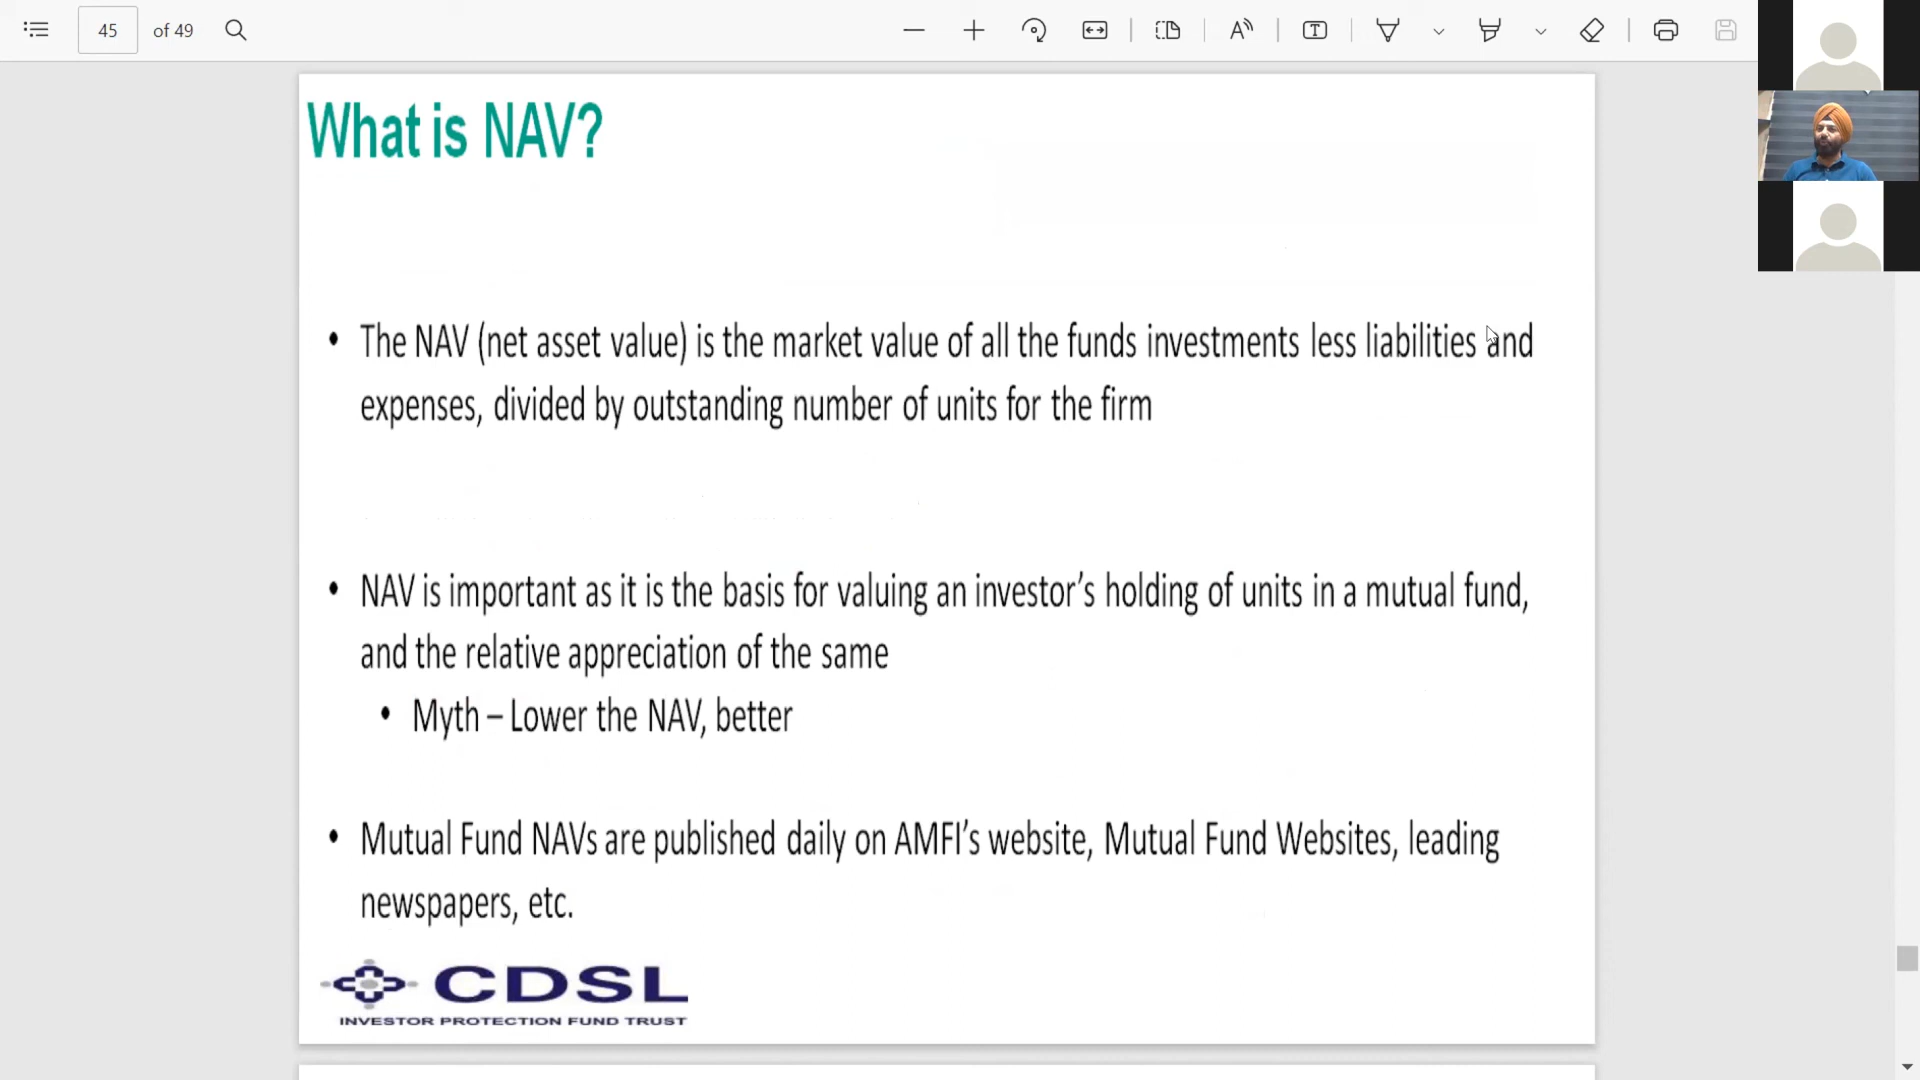 45 of 49
What is NAV?
• The NAV (net asset value) is the market value of all the funds investments less liabilities and
expenses, divided by outstanding number of units for the firm
• NAV is important as it is the basis for valuing an investor’s holding of units in a mutual fund,
and the relative appreciation of the same
• Myth – Lower the NAV, better
• Mutual Fund NAVs are published daily on AMFI’s website, Mutual Fund Websites, leading
newspapers, etc.
CDSL
INVESTOR PROTECTION FUND TRUST